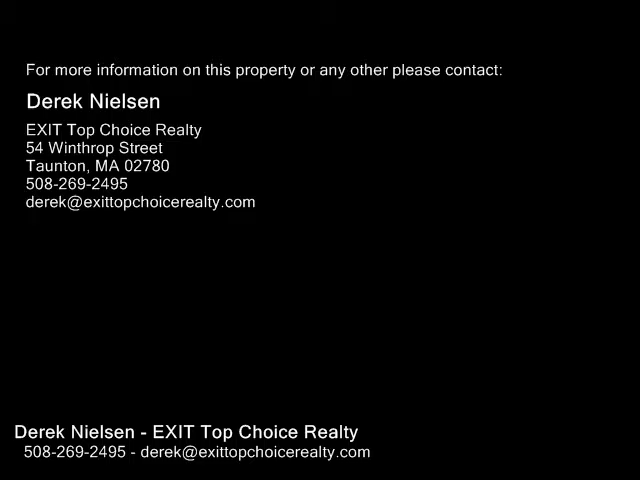 For more information on this property or any other please contact:
Derek Nielsen
EXIT Top Choice Realty
54 Winthrop Street
Taunton, MA 02780
508-269-2495
derek@exittopchoicerealty.com
Derek Nielsen - EXIT Top Choice Realty
508-269-2495 - derek@exittopchoicerealty.com